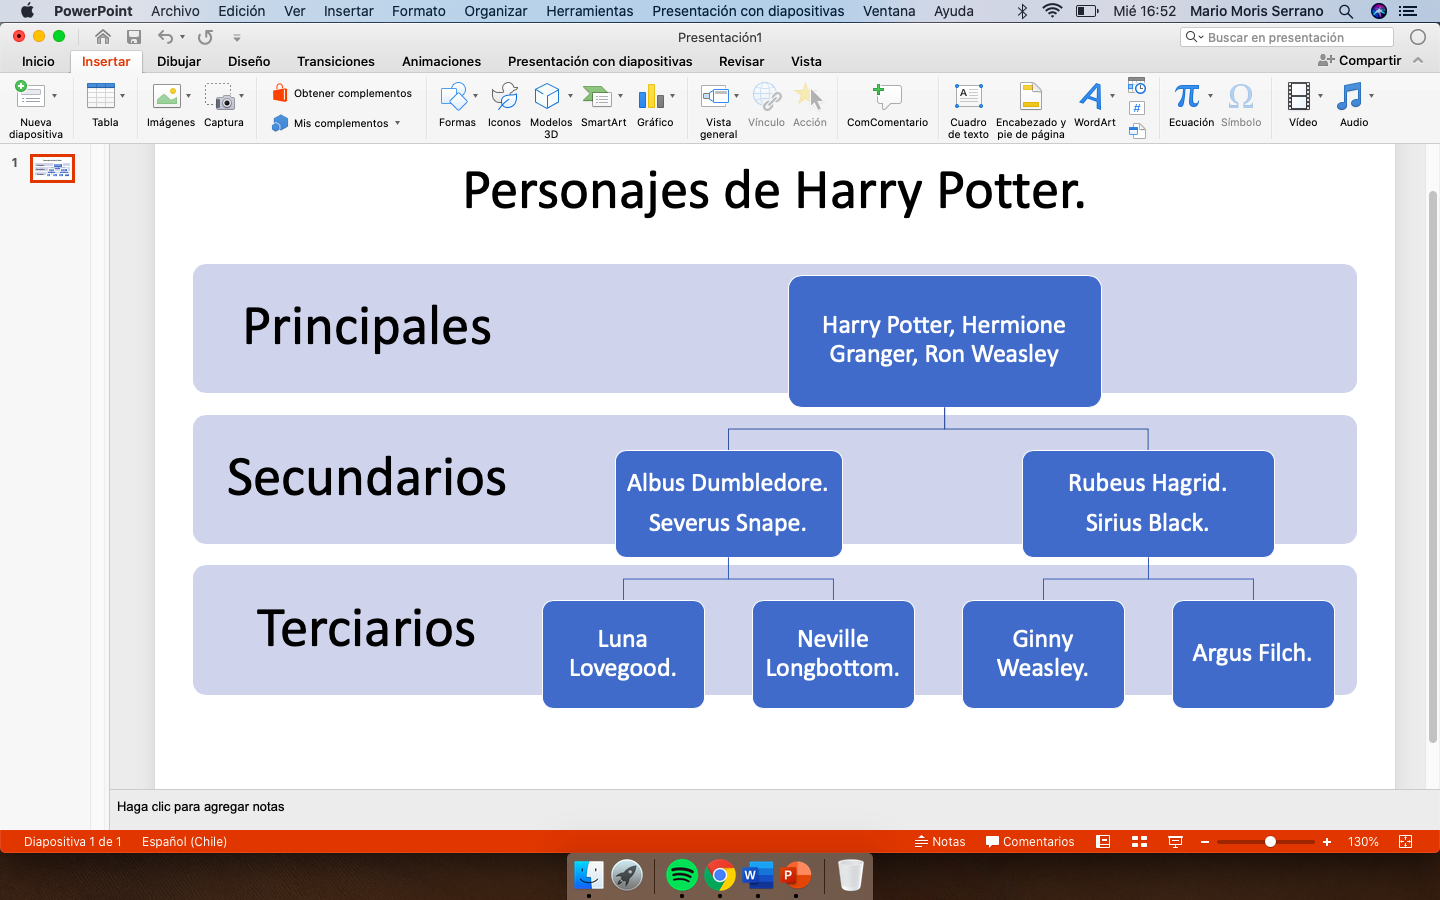 PowerPoint Archivo Edición Ver Insertar Formato Organizar Herramientas Presentación con diapositivas Ventana Ayuda Mié 16:52 Mario Moris Serrano
Presentación1
Buscar en presentación
Inicio Insertar Dibujar Diseño Transiciones Animaciones Presentación con diapositivas Revisar Vista Compartir
Nueva diapositiva
Tabla
Imágenes
Captura
Obtener complementos
Mis complementos
Formas
Iconos
Modelos 3D
SmartArt
Gráfico
Vista general
Vínculo
Acción
ComComentario
Cuadro de texto
Encabezado y pie de página
WordArt
Ecuación
Símbolo
Vídeo
Audio
1
Personajes de Harry Potter.
Principales
Harry Potter, Hermione
Granger, Ron Weasley
Secundarios
Albus Dumbledore.
Severus Snape.
Rubeus Hagrid.
Sirius Black.
Terciarios
Luna
Lovegood.
Neville
Longbottom.
Ginny
Weasley.
Argus Filch.
Haga clic para agregar notas
Diapositiva 1 de 1 Español (Chile) Notas Comentarios 130%